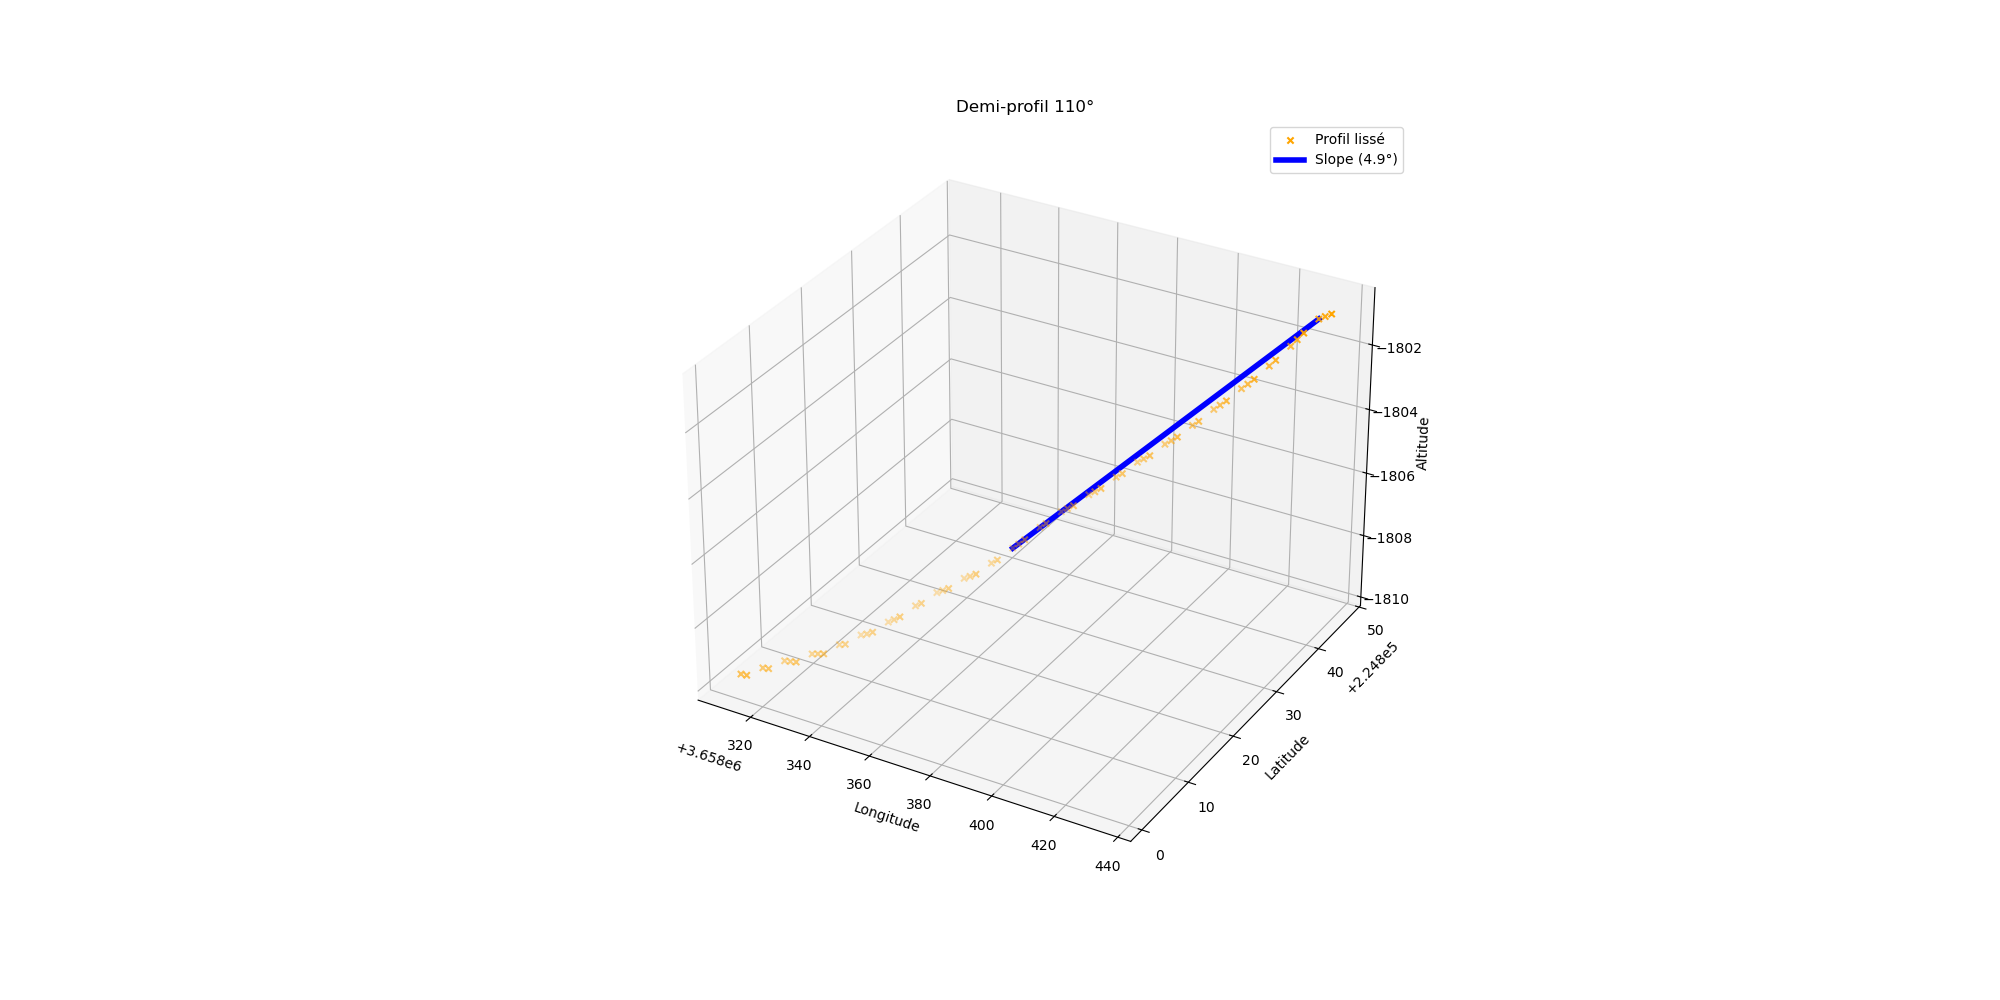 Demi-profil 110°
Profil lissé
Slope (4.9°)
−1802
−1804
−1806
−1808
−1810
Altitude
50
40
30
20
10
0
+2.248e5
Latitude
320
340
360
380
400
420
440
+3.658e6
Longitude